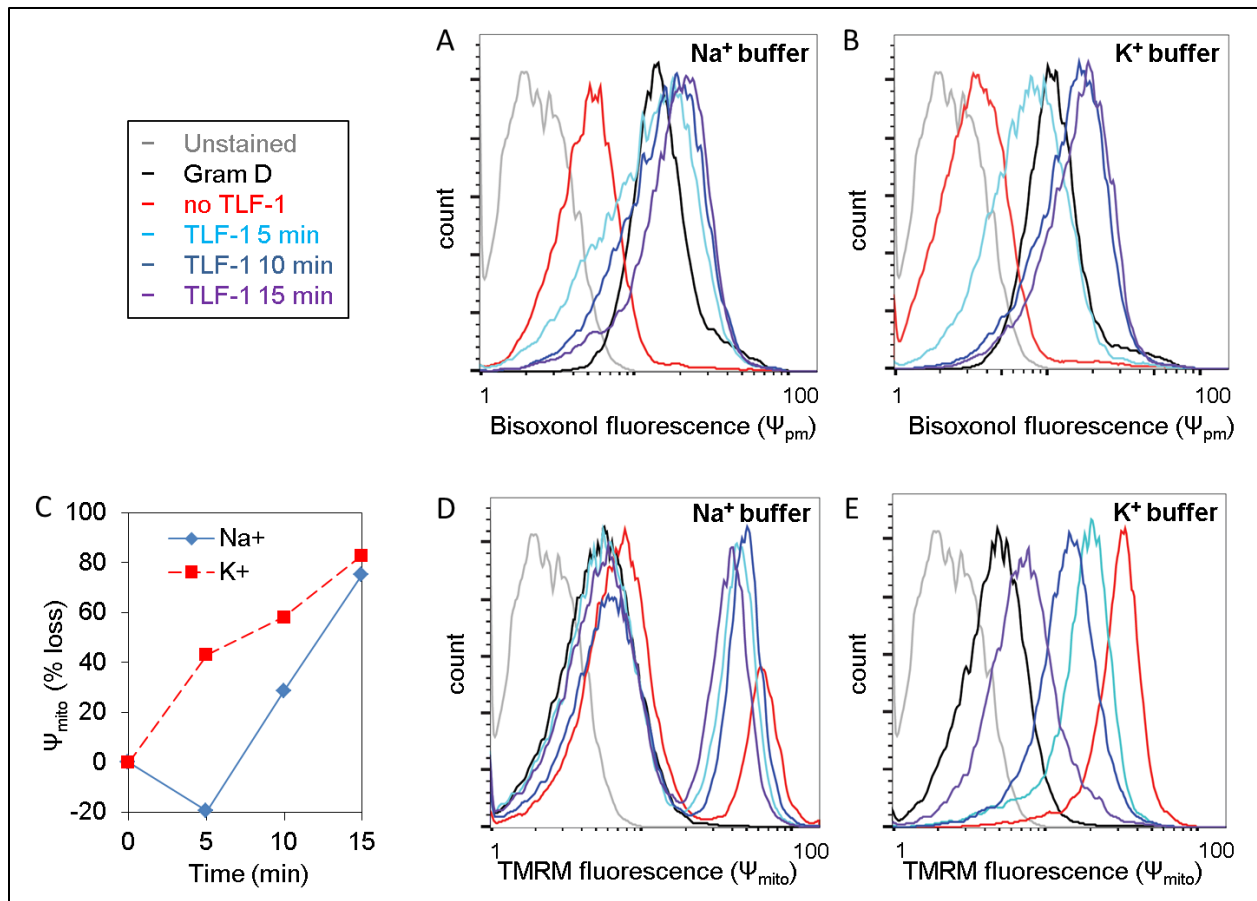 A
Na⁺ buffer
count
1
100
Bisoxonol fluorescence (Ψpm)
B
K⁺ buffer
count
1
100
Bisoxonol fluorescence (Ψpm)
– Unstained
– Gram D
– no TLF-1
– TLF-1 5 min
– TLF-1 10 min
– TLF-1 15 min
C
Ψmito (% loss)
100
80
60
40
20
0
-20
0
5
10
15
Time (min)
Na+
K+
D
Na⁺ buffer
count
1
100
TMRM fluorescence (Ψmito)
E
K⁺ buffer
count
1
100
TMRM fluorescence (Ψmito)